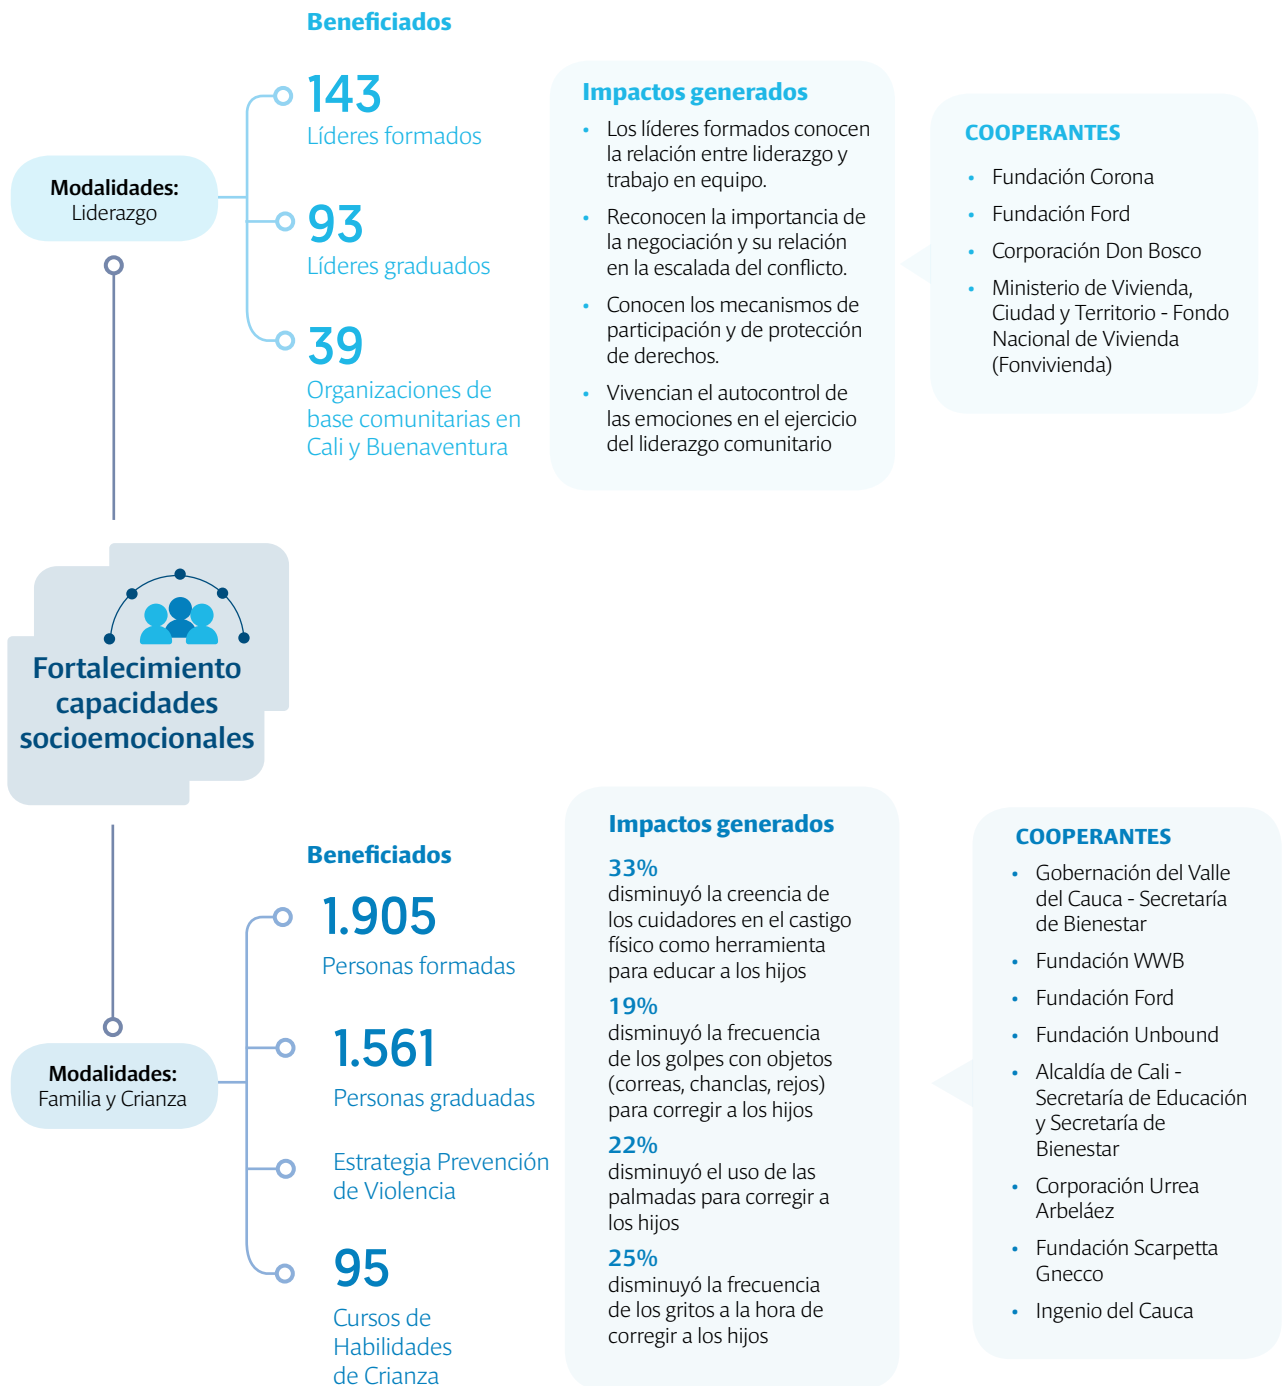 Beneficiados
143
Líderes formados
93
Líderes graduados
39
Organizaciones de
base comunitarias en
Cali y Buenaventura
Modalidades:
Liderazgo
Impactos generados
• Los líderes formados conocen
la relación entre liderazgo y
trabajo en equipo.
• Reconocen la importancia de
la negociación y su relación
en la escalada del conflicto.
• Conocen los mecanismos de
participación y de protección
de derechos.
• Vivencian el autocontrol de
las emociones en el ejercicio
del liderazgo comunitario
COOPERANTES
• Fundación Corona
• Fundación Ford
• Corporación Don Bosco
• Ministerio de Vivienda,
Ciudad y Territorio - Fondo
Nacional de Vivienda
(Fonvivienda)
Fortalecimiento
capacidades
socioemocionales
Modalidades:
Familia y Crianza
Beneficiados
1.905
Personas formadas
1.561
Personas graduadas
Estrategia Prevención
de Violencia
95
Cursos de
Habilidades
de Crianza
Impactos generados
33%
disminuyó la creencia de
los cuidadores en el castigo
físico como herramienta
para educar a los hijos
19%
disminuyó la frecuencia
de los golpes con objetos
(correas, chanclas, rejos)
para corregir a los hijos
22%
disminuyó el uso de las
palmadas para corregir a
los hijos
25%
disminuyó la frecuencia
de los gritos a la hora de
corregir a los hijos
COOPERANTES
• Gobernación del Valle
del Cauca - Secretaría
de Bienestar
• Fundación WWB
• Fundación Ford
• Fundación Unbound
• Alcaldía de Cali -
Secretaría de Educación
y Secretaría de
Bienestar
• Corporación Urrea
Arbeláez
• Fundación Scarpetta
Gnecco
• Ingenio del Cauca